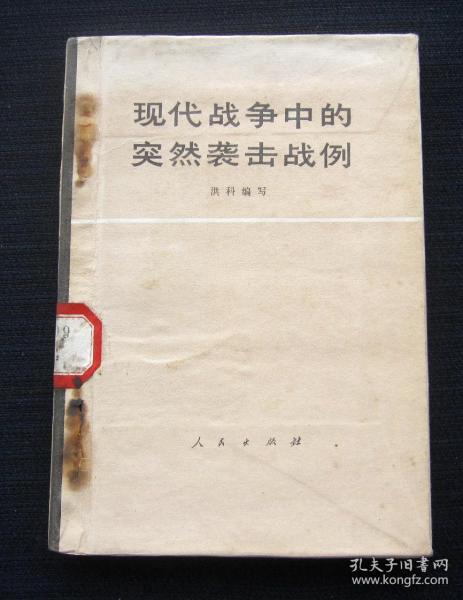 现代战争中的
突然袭击战例
洪科编写
09
人民出版社
孔夫子旧书网
www.kongfz.com